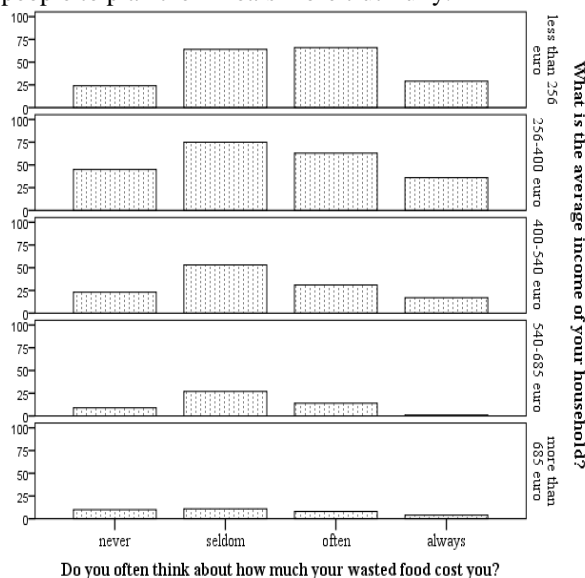 100
75
50
25
0
less than 256
euro
100
75
50
25
0
256-400 euro
100
75
50
25
0
400-540 euro
100
75
50
25
0
540-685 euro
100
75
50
25
0
more than
685 euro
What is the average income of your household?
never seldom often always
Do you often think about how much your wasted food cost you?